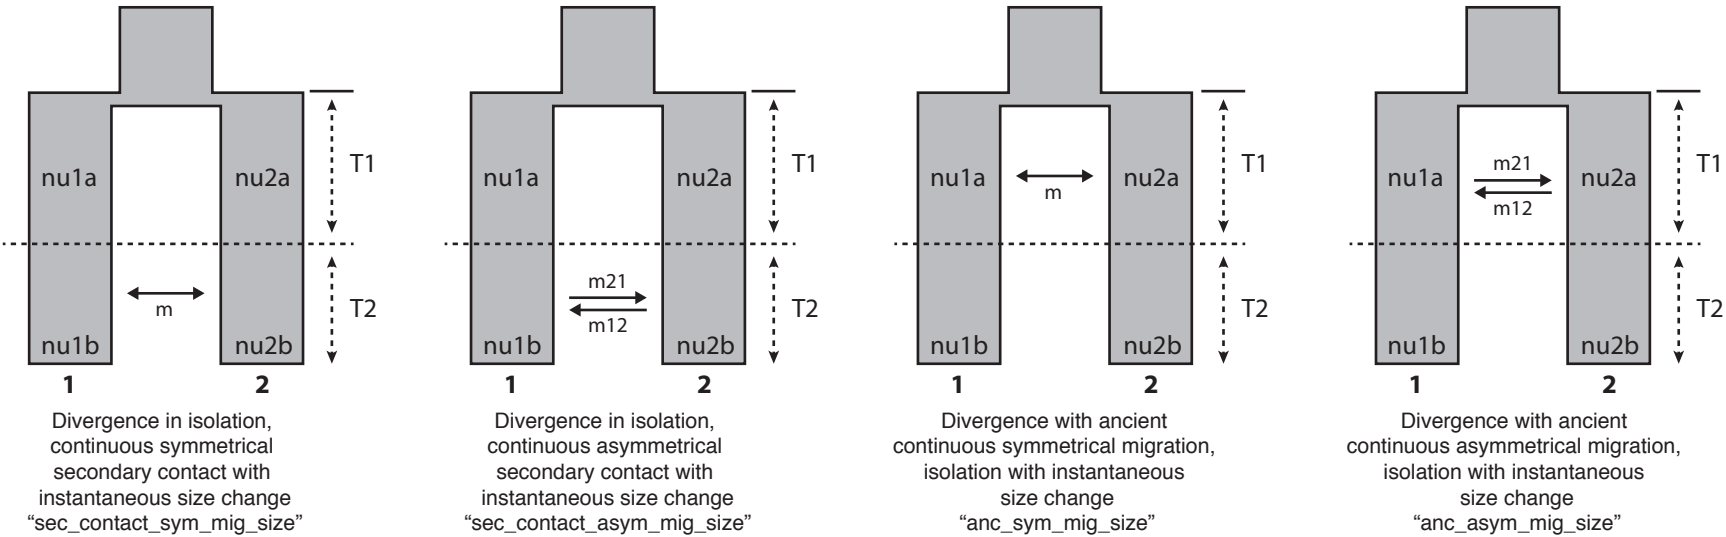 nu1a
nu2a
T1
m
T2
nu1b
nu2b
1
2
Divergence in isolation,
continuous symmetrical
secondary contact with
instantaneous size change
“sec_contact_sym_mig_size”
nu1a
nu2a
T1
m21
m12
T2
nu1b
nu2b
1
2
Divergence in isolation,
continuous asymmetrical
secondary contact with
instantaneous size change
“sec_contact_asym_mig_size”
nu1a
nu2a
T1
m
T2
nu1b
nu2b
1
2
Divergence with ancient
continuous symmetrical migration,
isolation with instantaneous
size change
“anc_sym_mig_size”
nu1a
nu2a
T1
m21
m12
T2
nu1b
nu2b
1
2
Divergence with ancient
continuous asymmetrical migration,
isolation with instantaneous
size change
“anc_asym_mig_size”